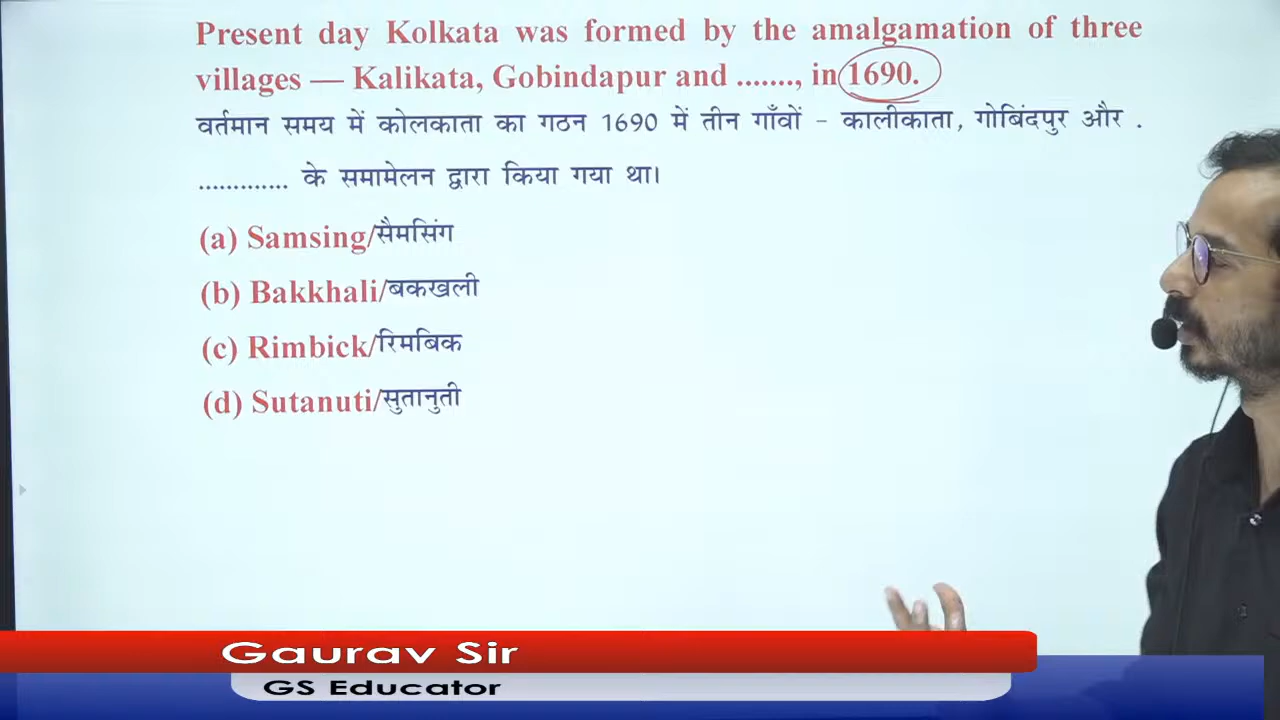 Present day Kolkata was formed by the amalgamation of three
villages — Kalikata, Gobindapur and ......., in 1690.
वर्तमान समय में कोलकाता का गठन 1690 में तीन गाँवों - कालीकाता, गोबिंदपुर और .
............. के समामेलन द्वारा किया गया था।
(a) Samsing/सैमसिंग
(b) Bakkhali/बकखली
(c) Rimbick/रिमबिक
(d) Sutanuti/सुतानुती
Gaurav Sir
GS Educator